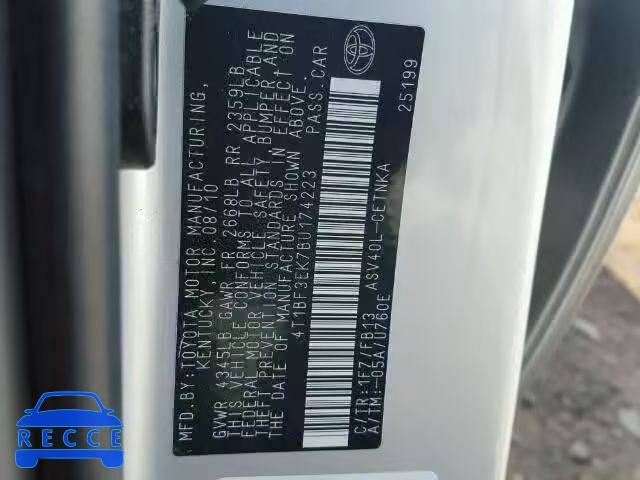 MFD.BY:TOYOTA MOTOR MANUFACTURING,
KENTUCKY, INC. 08/10
GVWR 4345LB GAWR FR 2668LB RR 2359LB
THIS VEHICLE CONFORMS TO ALL APPLICABLE
FEDERAL MOTOR VEHICLE SAFETY, BUMPER, AND
THEFT PREVENTION STANDARDS IN EFFECT ON
THE DATE OF MANUFACTURE SHOWN ABOVE.
4T1BF3EK7BU174223 PASS. CAR
C/TR:1F7/FB13 ASV40L-CETNKA
A/TM:-05A/U760E 25199
RECCE